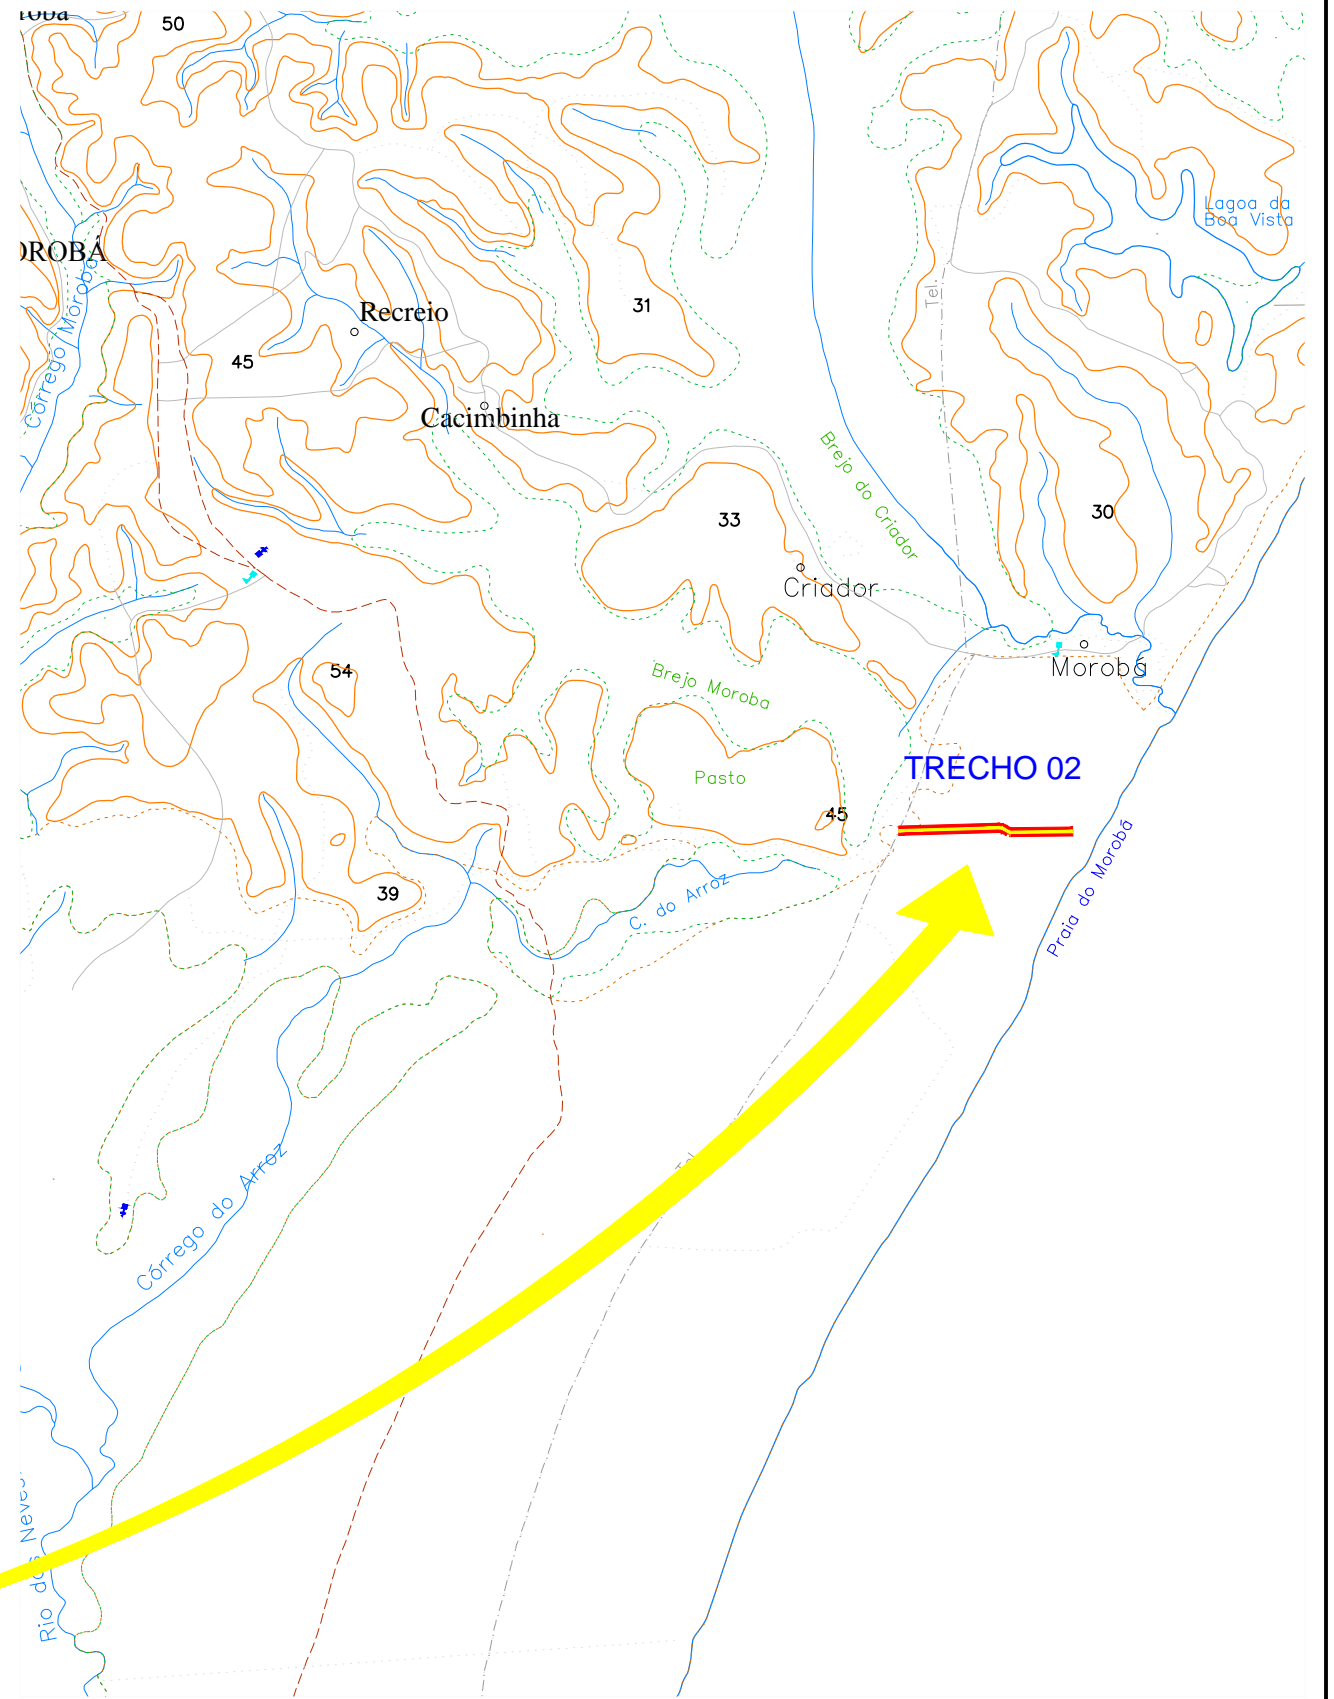 50
OROBÁ
Córrego Morobá
Recreio
45
Cacimbinha
31
Tel.
Lagoa da
Boa Vista
Brejo do Criador
33
30
Criador
Morobá
54
Brejo Moroba
Pasto
45
TRECHO 02
Praia do Morobá
39
C. do Arroz
Córrego do Arroz
Rio das Neves